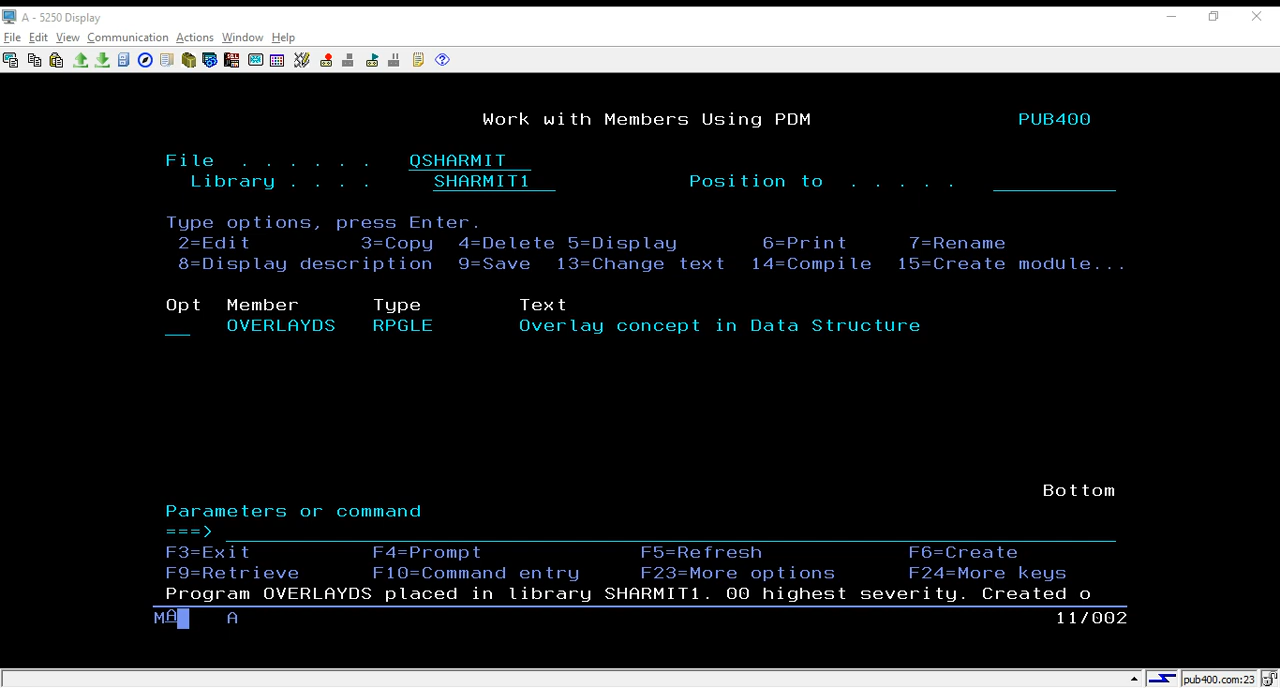 A - 5250 Display
File Edit View Communication Actions Window Help
Work with Members Using PDM PUB400
File . . . . . . QSHARMIT
Library . . . . SHARMIT1 Position to . . . . .
Type options, press Enter.
2=Edit 3=Copy 4=Delete 5=Display 6=Print 7=Rename
8=Display description 9=Save 13=Change text 14=Compile 15=Create module...
Opt Member Type Text
OVERLAYDS RPGLE Overlay concept in Data Structure
Bottom
Parameters or command
===>
F3=Exit F4=Prompt F5=Refresh F6=Create
F9=Retrieve F10=Command entry F23=More options F24=More keys
Program OVERLAYDS placed in library SHARMIT1. 00 highest severity. Created o
MA A 11/002
pub400.com:23